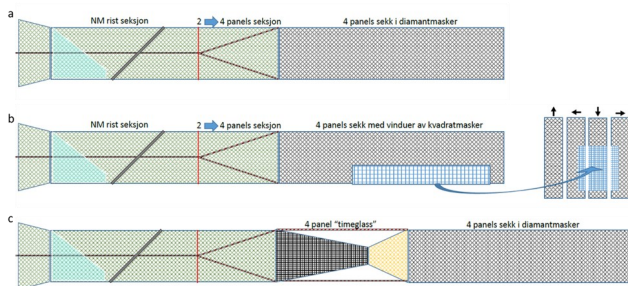 a
NM rist seksjon
2 4 panels seksjon
4 panels sekk i diamantmasker
b
NM rist seksjon
2 4 panels seksjon
4 panels sekk med vinduer av kvadratmasker
c
4 panel "timeglass"
4 panels sekk i diamantmasker